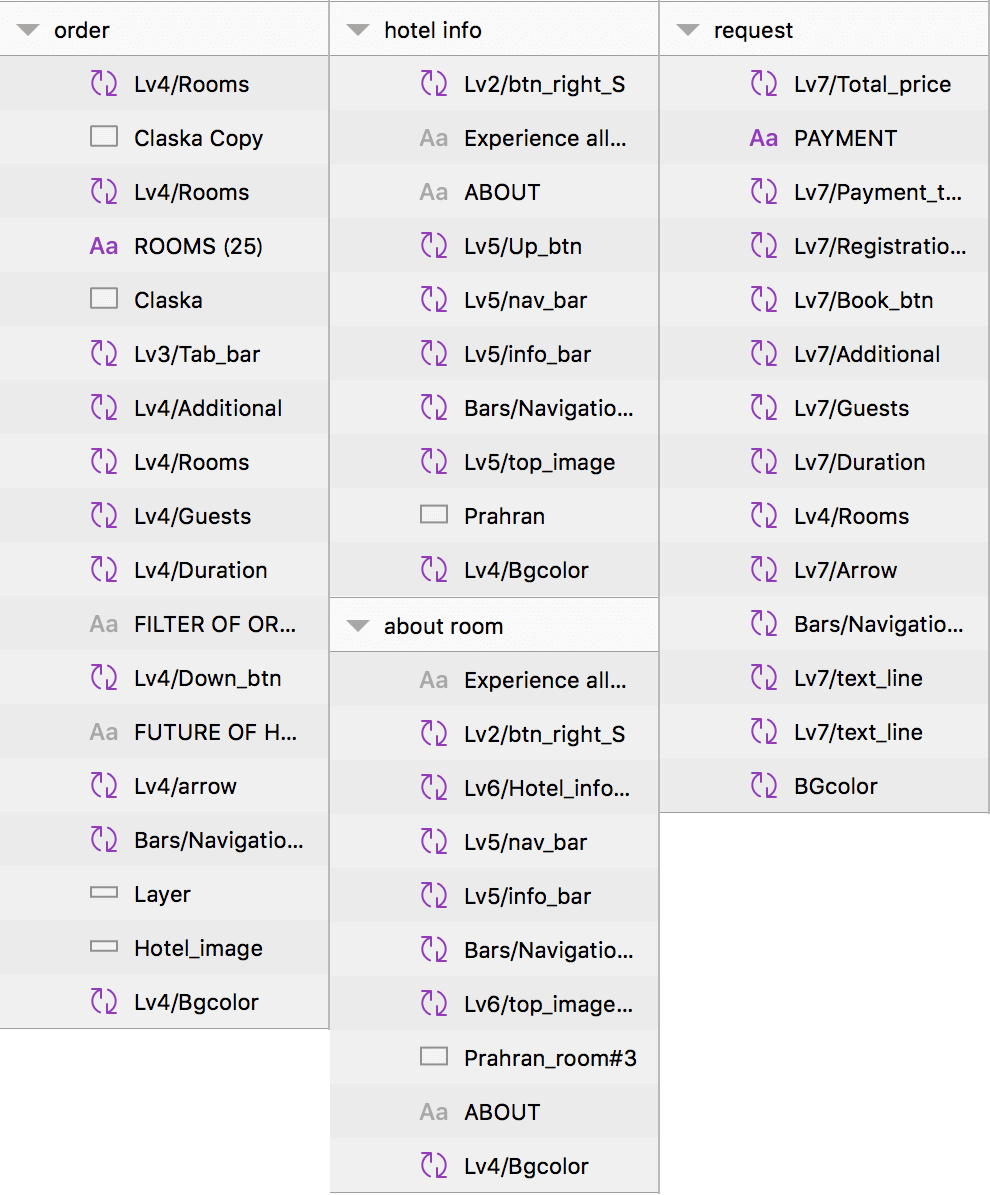 order
Lv4/Rooms
Claska Copy
Lv4/Rooms
Aa ROOMS (25)
Claska
Lv3/Tab_bar
Lv4/Additional
Lv4/Rooms
Lv4/Guests
Lv4/Duration
Aa FILTER OF OR...
Lv4/Down_btn
Aa FUTURE OF H...
Lv4/arrow
Bars/Navigatio...
Layer
Hotel_image
Lv4/Bgcolor
hotel info
Lv2/btn_right_S
Aa Experience all...
Aa ABOUT
Lv5/Up_btn
Lv5/nav_bar
Lv5/info_bar
Bars/Navigatio...
Lv5/top_image
Prahran
Lv4/Bgcolor
about room
Aa Experience all...
Lv2/btn_right_S
Lv6/Hotel_info...
Lv5/nav_bar
Lv5/info_bar
Bars/Navigatio...
Lv6/top_image...
Prahran_room#3
Aa ABOUT
Lv4/Bgcolor
request
Lv7/Total_price
Aa PAYMENT
Lv7/Payment_t...
Lv7/Registratio...
Lv7/Book_btn
Lv7/Additional
Lv7/Guests
Lv7/Duration
Lv4/Rooms
Lv7/Arrow
Bars/Navigatio...
Lv7/text_line
Lv7/text_line
BGcolor